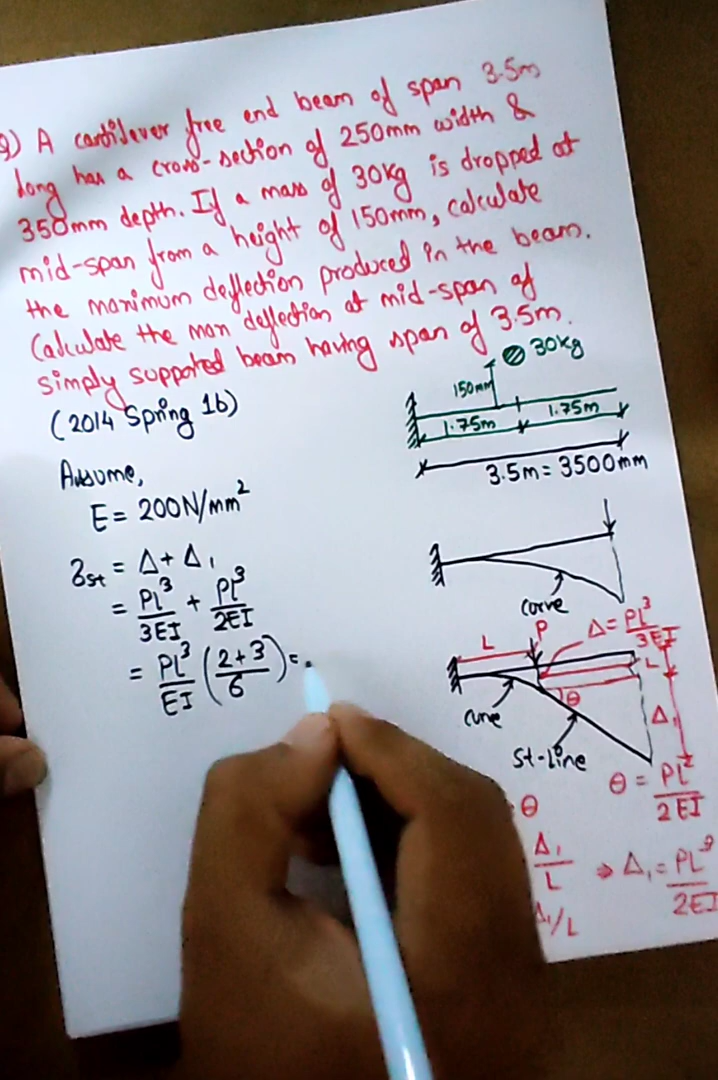 Q) A cantilever free end beam of span 3.5m
long has a cross-section of 250mm width &
350mm depth. If a mass of 30kg is dropped at
mid-span from a height of 150mm, calculate
the maximum deflection produced in the beam.
Calculate the max deflection at mid-span of
simply supported beam having span of 3.5m.
(2014 Spring 1b)
30kg
150mm
1.75m 1.75m
3.5m = 3500mm
Assume,
E = 200N/mm²
δst = Δ + Δ₁
= PL³/3EI + PL³/2EI
= PL³/EI (2+3/6) =
curve
L P Δ = PL³/3EI
L
θ
Δ₁
curve
St-line
θ = PL²/2EI
θ
Δ₁/L ⇒ Δ₁ = PL³/2EI
Δ₁/L